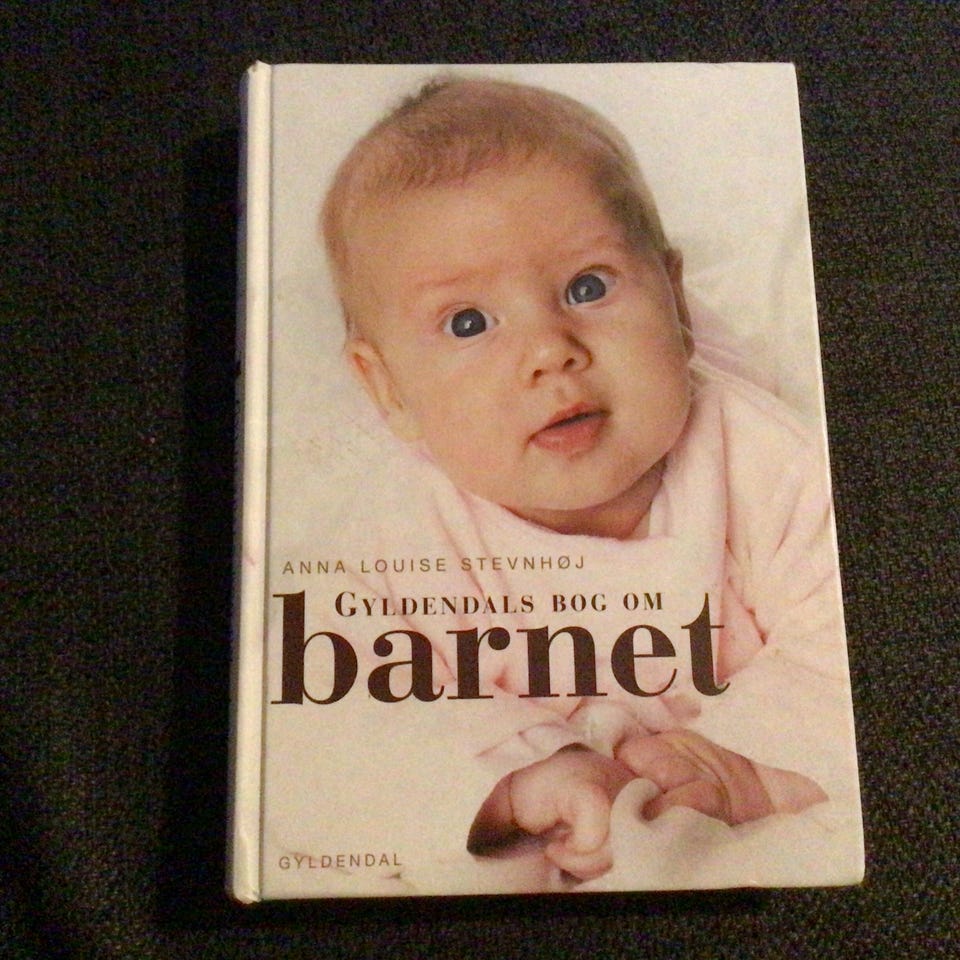 ANNA LOUISE STEVNHØJ
GYLDENDALS BOG OM
barnet
GYLDENDAL